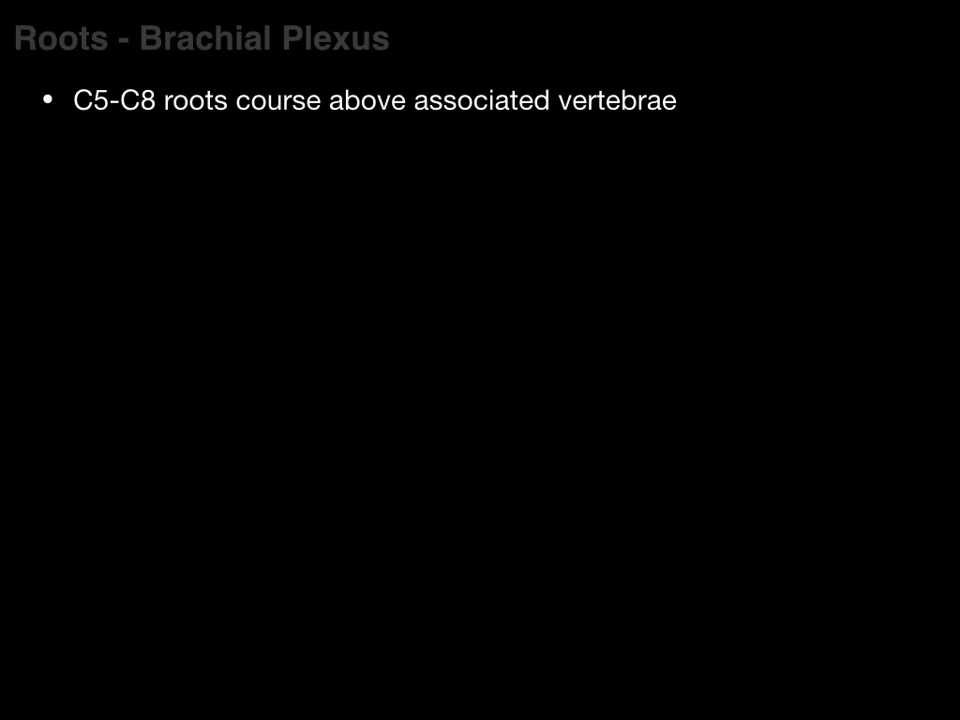 Roots - Brachial Plexus
• C5-C8 roots course above associated vertebrae